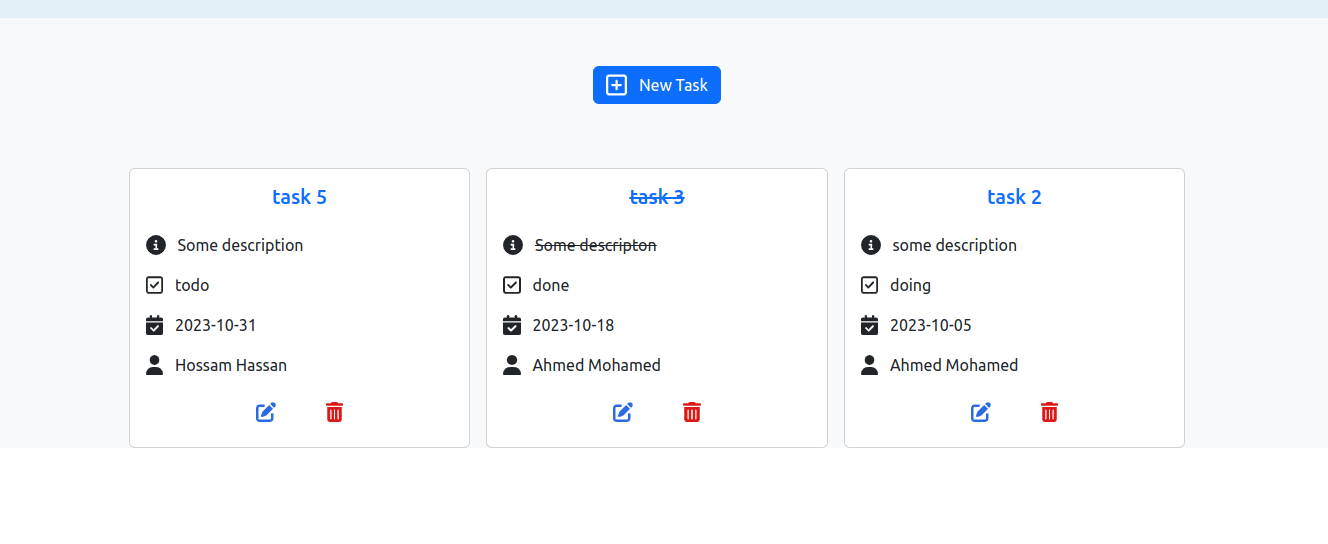 New Task
task 5
Some description
todo
2023-10-31
Hossam Hassan
task 3
Some descripton
done
2023-10-18
Ahmed Mohamed
task 2
some description
doing
2023-10-05
Ahmed Mohamed